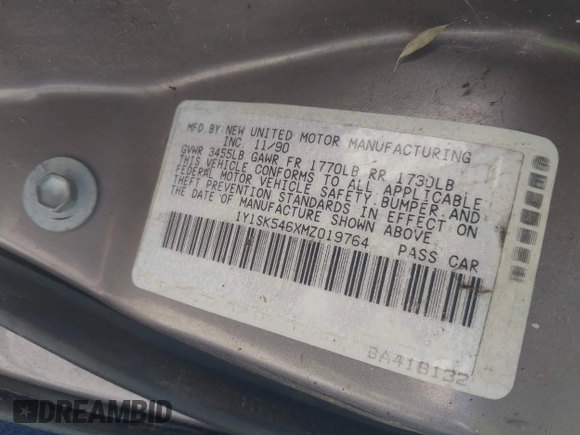 MFD.BY NEW UNITED MOTOR MANUFACTURING
INC 11/90
GVWR 3455LB GAWR FR 1770LB RR 1730LB
THIS VEHICLE CONFORMS TO ALL APPLICABLE
FEDERAL MOTOR VEHICLE SAFETY.BUMPER.AND
THEFT PREVENTION STANDARDS IN EFFECT ON
THE DATE OF MANUFACTURE SHOWN ABOVE
1Y1SK546XMZ019764 PASS CAR
BA418132
DREAMBID